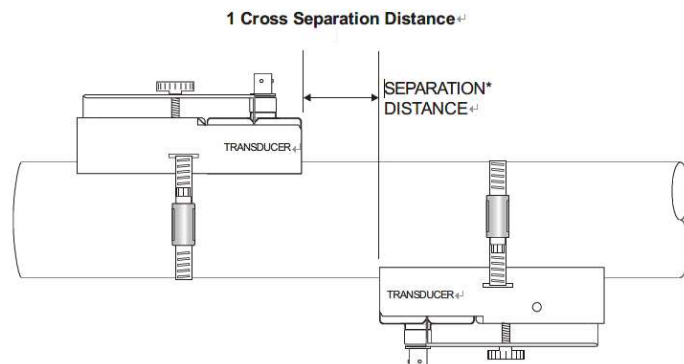 1 Cross Separation Distance↵
SEPARATION*
DISTANCE↵
TRANSDUCER↵
TRANSDUCER↵